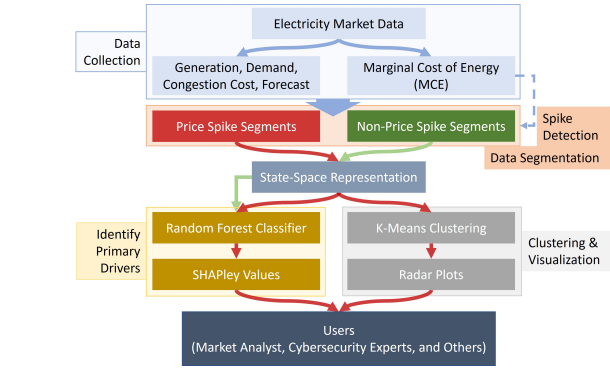 Electricity Market Data
Data
Collection
Generation, Demand,
Congestion Cost, Forecast
Marginal Cost of Energy
(MCE)
Price Spike Segments
Non-Price Spike Segments
Spike
Detection
Data Segmentation
State-Space Representation
Identify
Primary
Drivers
Random Forest Classifier
SHAPley Values
K-Means Clustering
Radar Plots
Clustering &
Visualization
Users
(Market Analyst, Cybersecurity Experts, and Others)